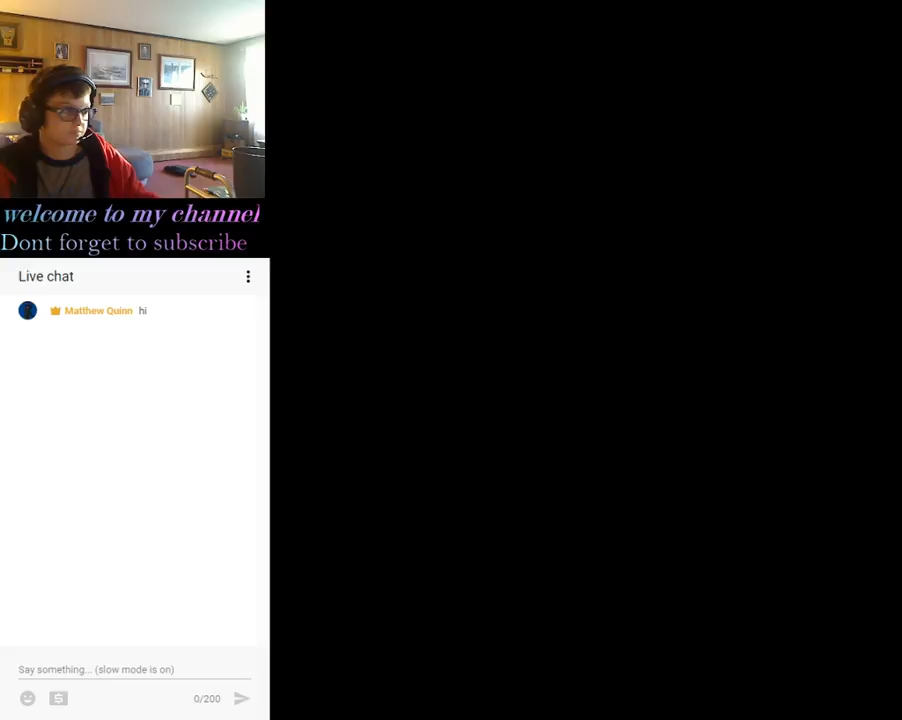 welcome to my channel
Dont forget to subscribe
Live chat
Matthew Quinn hi
Say something... (slow mode is on)
0/200